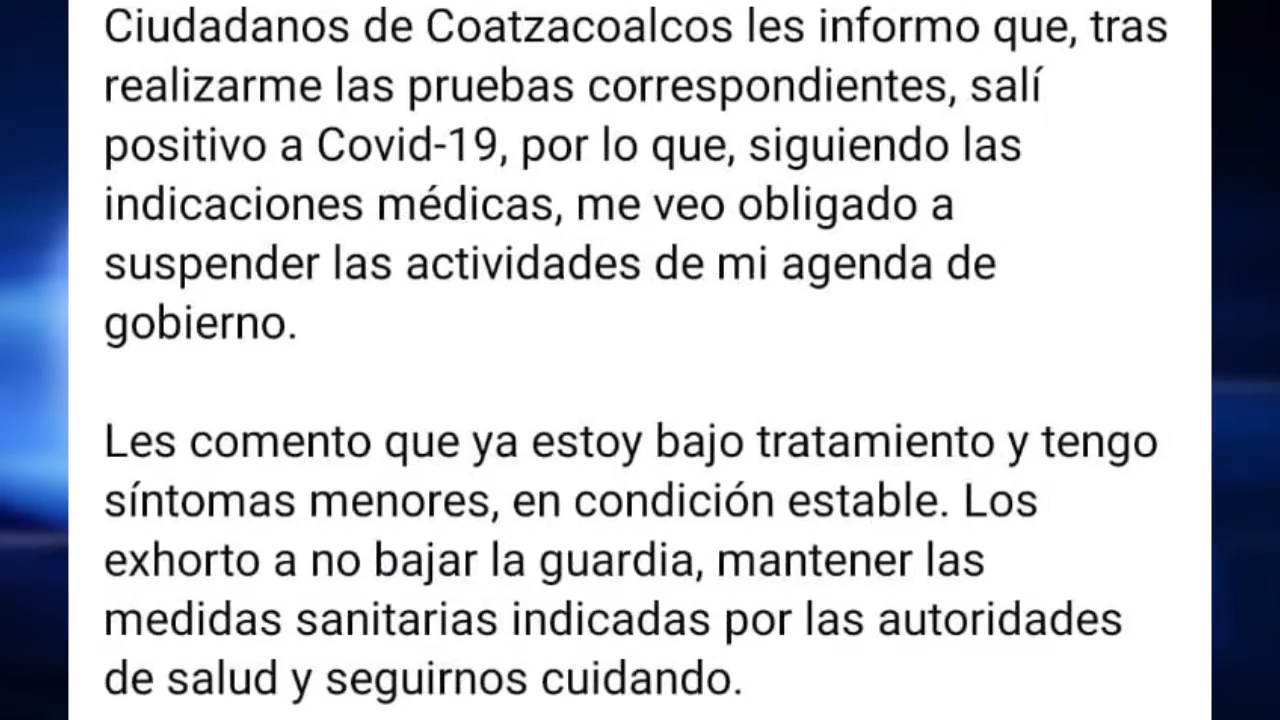 Ciudadanos de Coatzacoalcos les informo que, tras
realizarme las pruebas correspondientes, salí
positivo a Covid-19, por lo que, siguiendo las
indicaciones médicas, me veo obligado a
suspender las actividades de mi agenda de
gobierno.
Les comento que ya estoy bajo tratamiento y tengo
síntomas menores, en condición estable. Los
exhorto a no bajar la guardia, mantener las
medidas sanitarias indicadas por las autoridades
de salud y seguirnos cuidando.